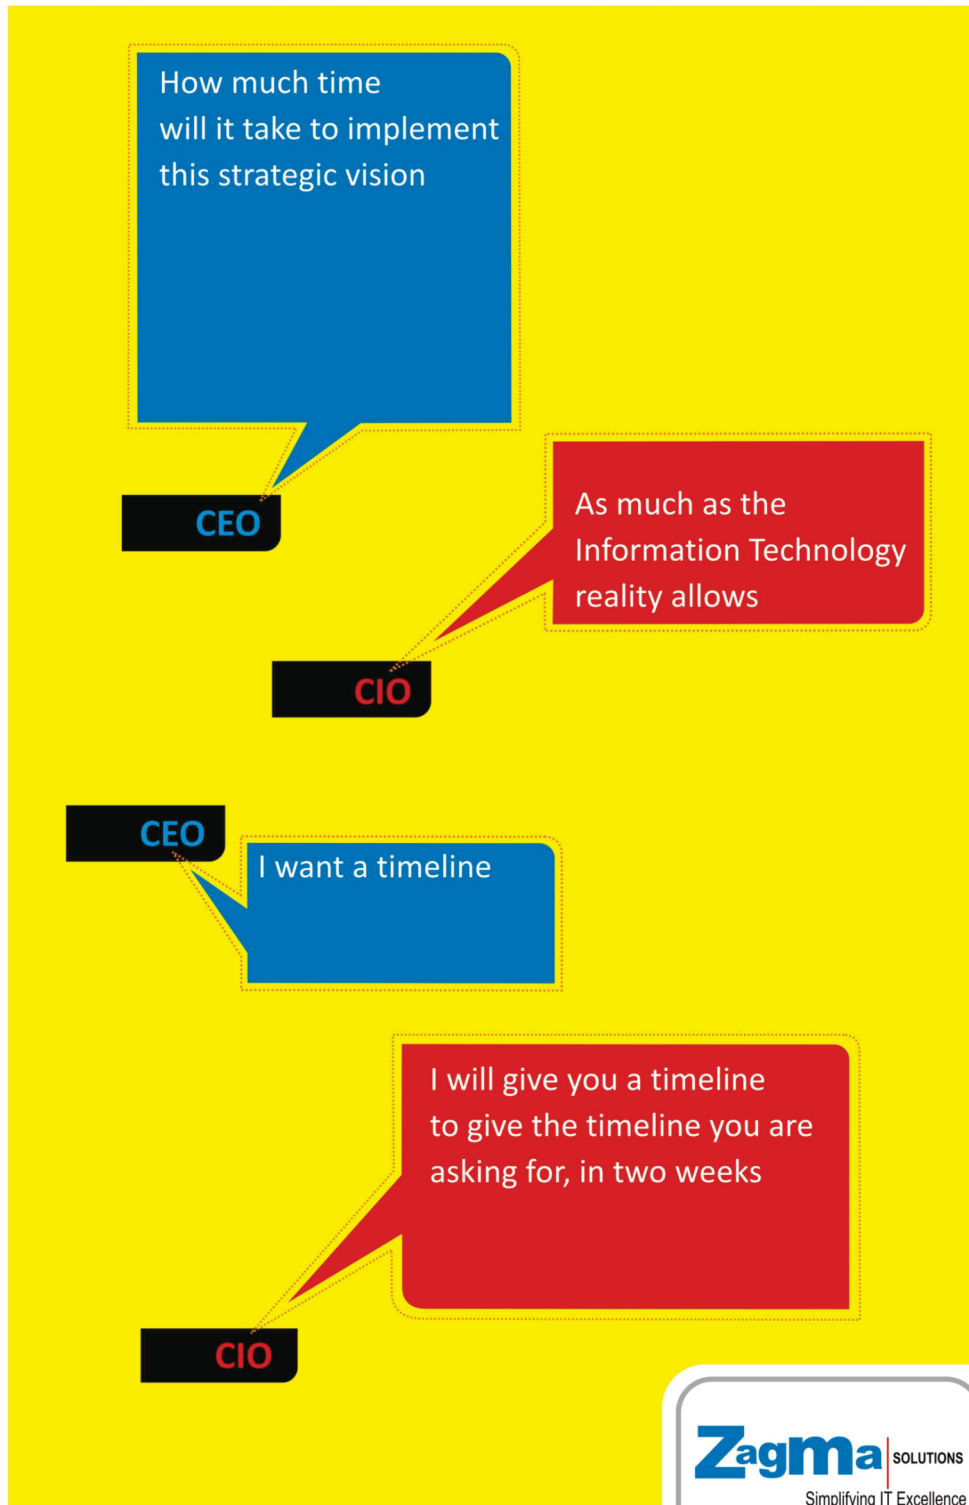 How much time
will it take to implement
this strategic vision
CEO
As much as the
Information Technology
reality allows
CIO
CEO
I want a timeline
I will give you a timeline
to give the timeline you are
asking for, in two weeks
CIO
Zagma SOLUTIONS
Simplifying IT Excellence